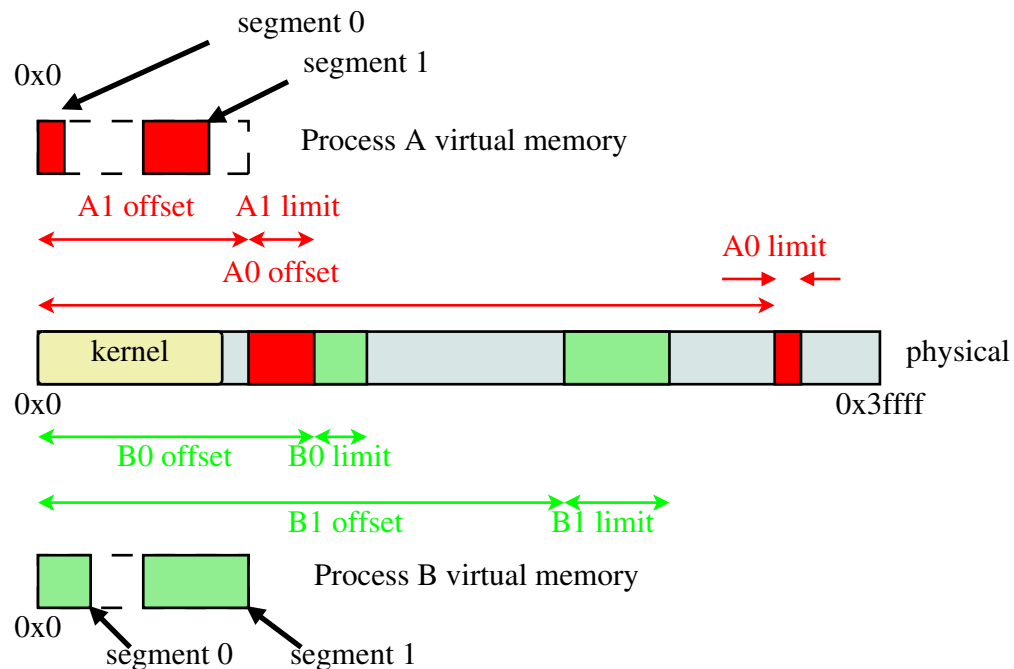 segment 0
segment 1
0x0
Process A virtual memory
A1 offset
A1 limit
A0 limit
A0 offset
kernel
physical
0x0
0x3ffff
B0 offset
B0 limit
B1 offset
B1 limit
Process B virtual memory
0x0
segment 0
segment 1